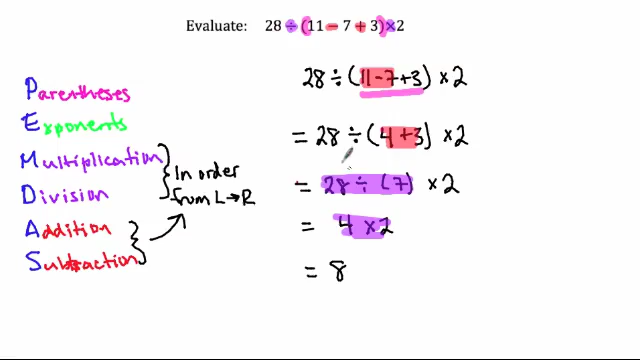 Evaluate: 28 ÷ (11 − 7 + 3) × 2
Parentheses
Exponents
Multiplication
Division
Addition
Subtraction
In order
from L→R
28 ÷ (11-7+3) × 2
= 28 ÷ (4+3) × 2
= 28 ÷ (7) × 2
= 4 × 2
= 8